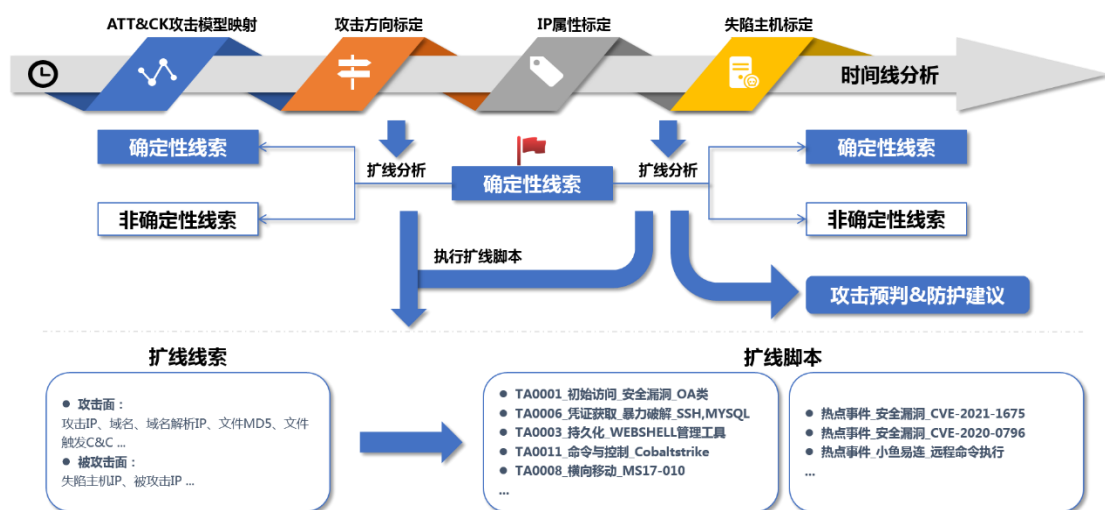 ATT&CK攻击模型映射
攻击方向标定
IP属性标定
失陷主机标定
时间线分析
确定性线索
非确定性线索
扩线分析
确定性线索
扩线分析
确定性线索
非确定性线索
执行扩线脚本
攻击预判&防护建议
扩线线索
● 攻击面：
攻击IP、域名、域名解析IP、文件MD5、文件
触发C&C ...
● 被攻击面：
失陷主机IP、被攻击IP ...
扩线脚本
● TA0001_初始访问_安全漏洞_OA类
● TA0006_凭证获取_暴力破解_SSH,MYSQL
● TA0003_持久化_WEBSHELL管理工具
● TA0011_命令与控制_Cobaltstrike
● TA0008_横向移动_MS17-010
...
● 热点事件_安全漏洞_CVE-2021-1675
● 热点事件_安全漏洞_CVE-2020-0796
● 热点事件_小鱼易连_远程命令执行
...